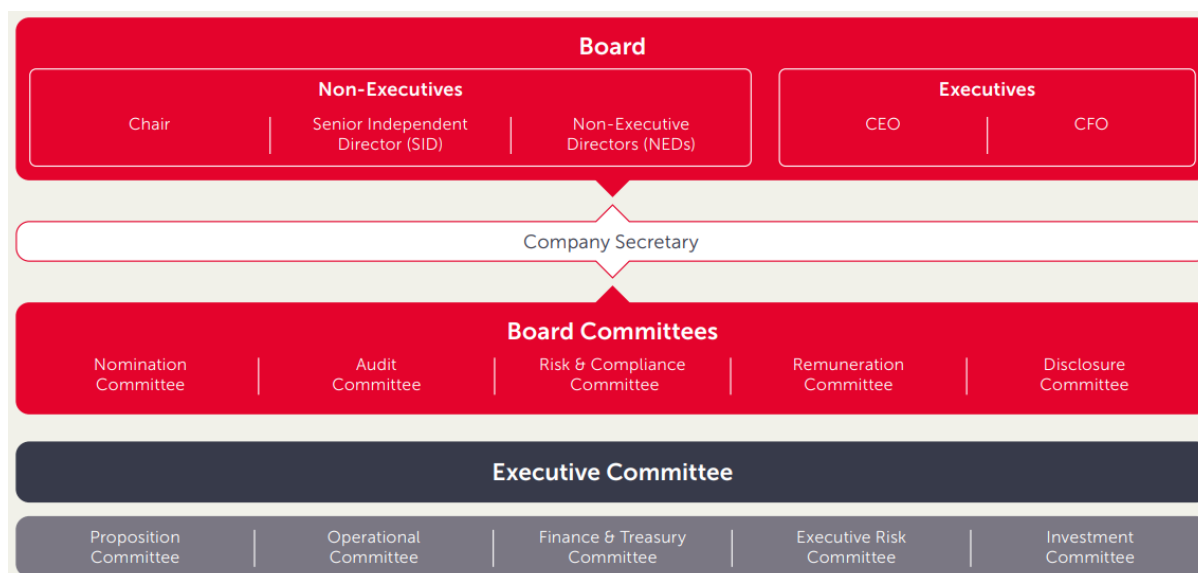 Board
Non-Executives
Chair
Senior Independent
Director (SID)
Non-Executive
Directors (NEDs)
Executives
CEO
CFO
Company Secretary
Board Committees
Nomination
Committee
Audit
Committee
Risk & Compliance
Committee
Remuneration
Committee
Disclosure
Committee
Executive Committee
Proposition
Committee
Operational
Committee
Finance & Treasury
Committee
Executive Risk
Committee
Investment
Committee